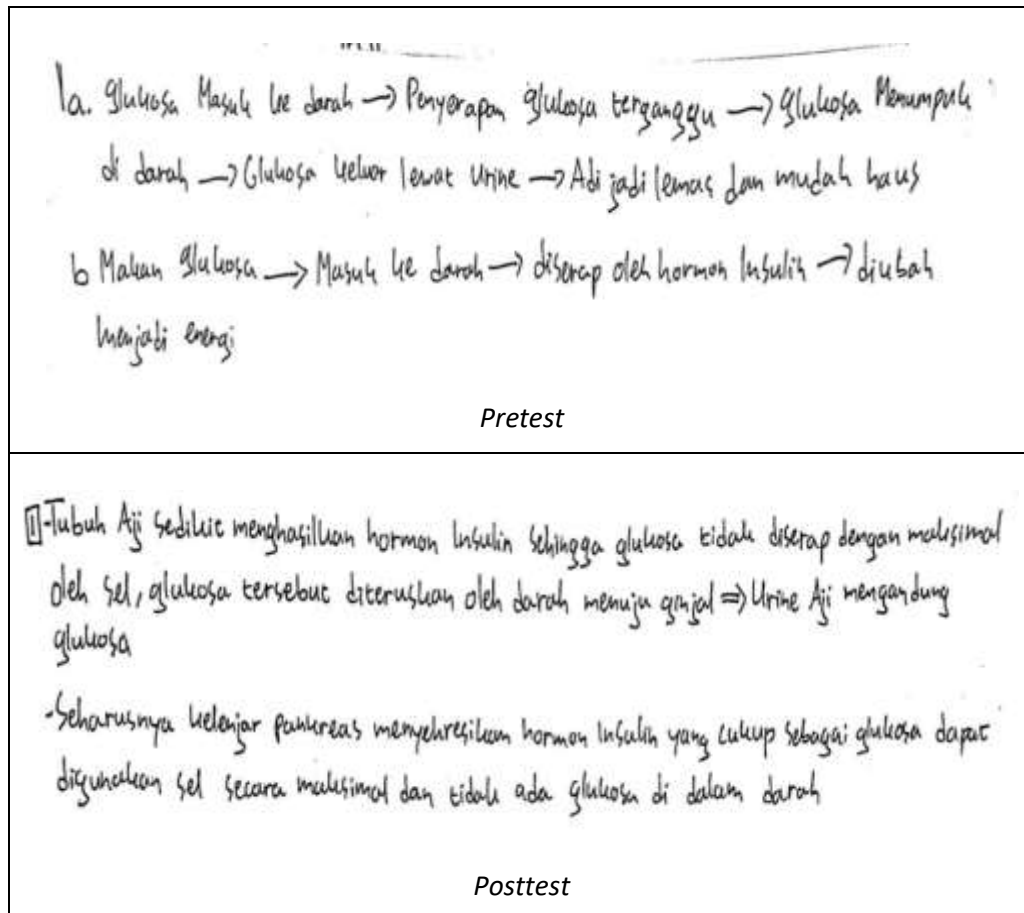 1a. Glukosa Masuk ke darah → Penyerapan glukosa terganggu → glukosa Menumpuk
di darah → Glukosa keluar lewat urine → Adi jadi lemas dan mudah haus
b Makan glukosa → Masuk ke darah → diserap oleh hormon Insulin → diubah
menjadi energi
Pretest
1 -Tubuh Aji sedikit menghasilkan hormon Insulin sehingga glukosa tidak diserap dengan maksimal
oleh sel, glukosa tersebut diteruskan oleh darah menuju ginjal ⇒ Urine Aji mengandung
glukosa
-Seharusnya kelenjar pankreas menyekresikan hormon Insulin yang cukup sebagai glukosa dapat
digunakan sel secara maksimal dan tidak ada glukosa di dalam darah
Posttest